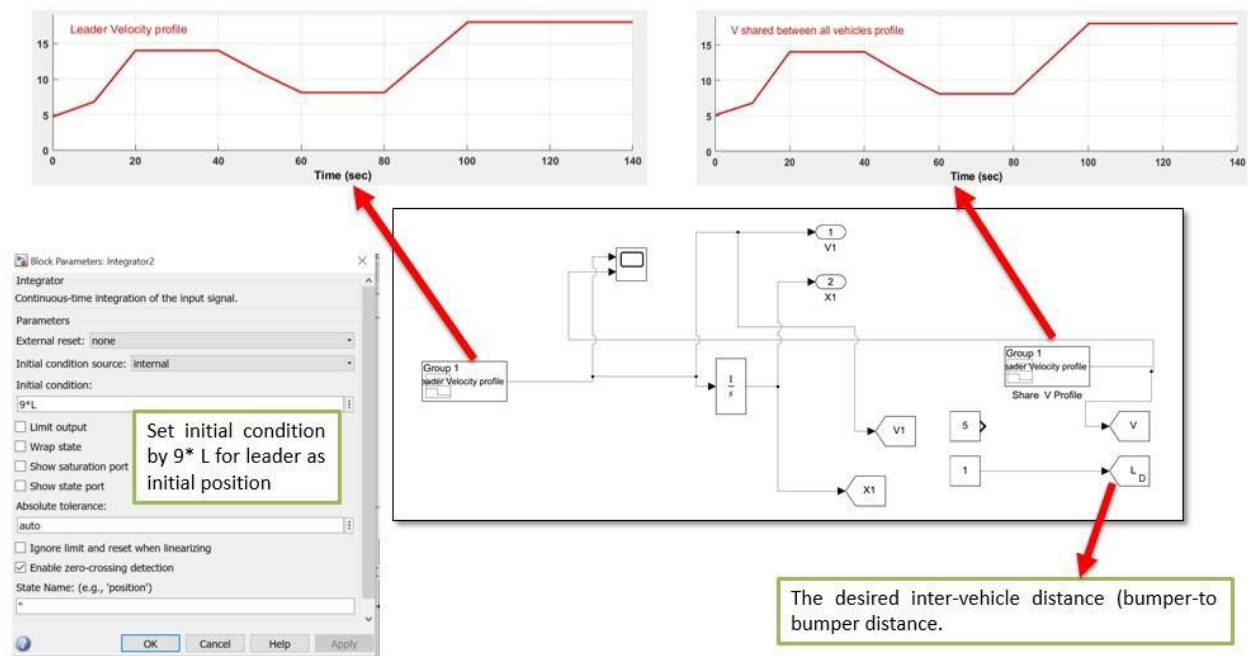 Leader Velocity profile
15
10
5
0
0 20 40 60 80 100 120 140
Time (sec)
V shared between all vehicles profile
15
10
5
0
0 20 40 60 80 100 120 140
Time (sec)
Block Parameters: Integrator2
Integrator
Continuous-time integration of the input signal.
Parameters
External reset: none
Initial condition source: internal
Initial condition:
9*L
Limit output
Wrap state
Show saturation port
Show state port
Absolute tolerance:
auto
Ignore limit and reset when linearizing
Enable zero-crossing detection
State Name: (e.g., 'position')
''
OK Cancel Help Apply
Set initial condition
by 9* L for leader as
initial position
1
V1
2
X1
Group 1
eader Velocity profile
1
s
V1
X1
Group 1
eader Velocity profile
Share V Profile
5
V
1
L D
The desired inter-vehicle distance (bumper-to
bumper distance.